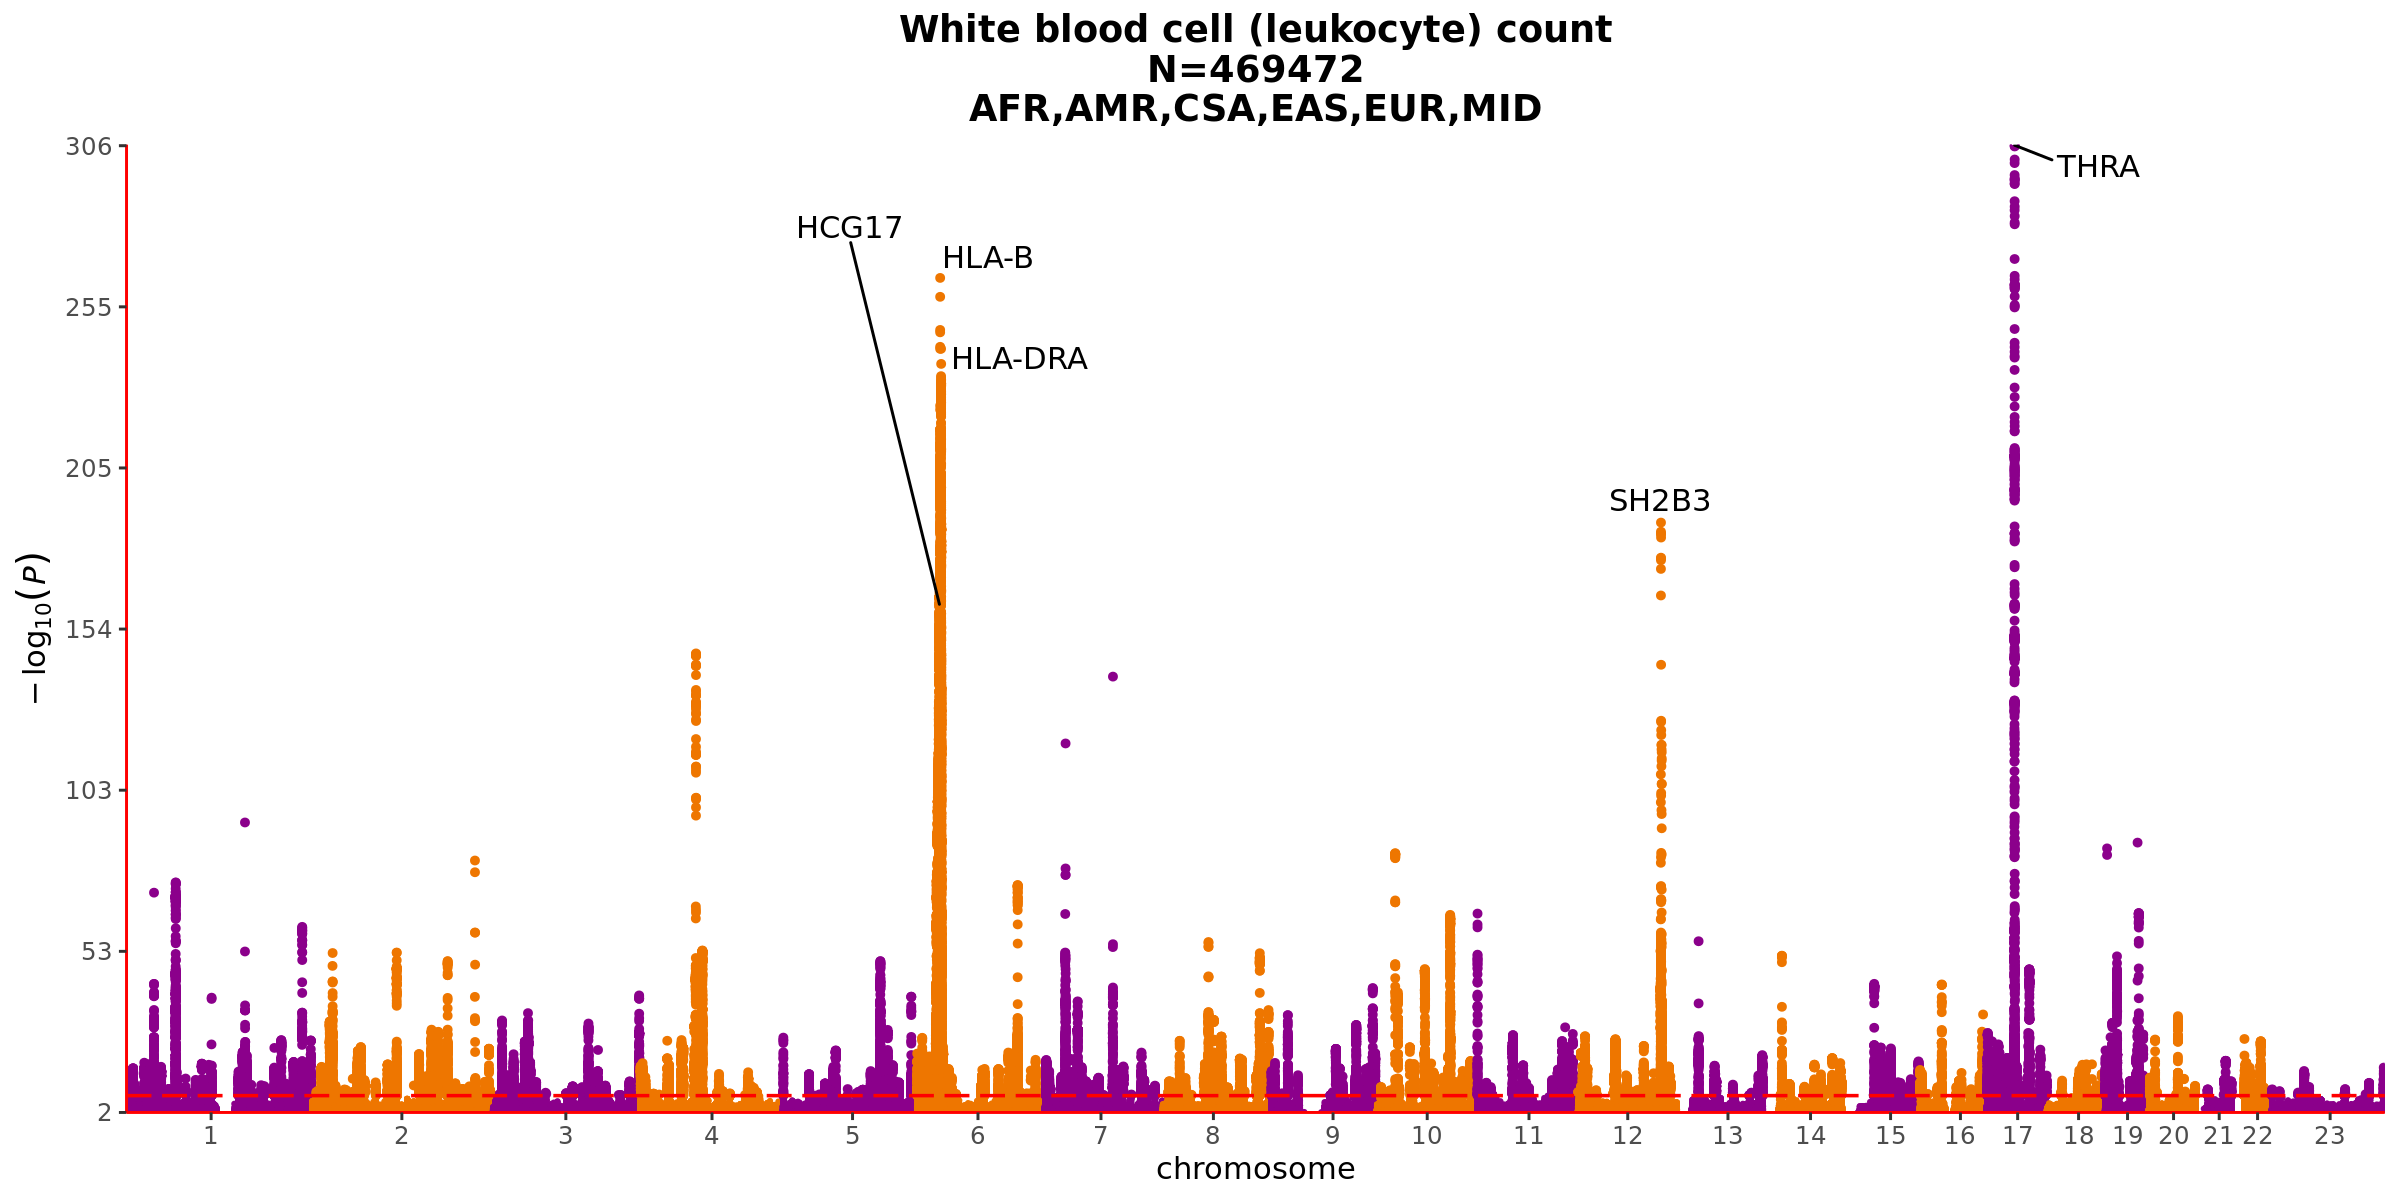 White blood cell (leukocyte) count
N=469472
AFR,AMR,CSA,EAS,EUR,MID
306
THRA
HCG17
HLA-B
255
HLA-DRA
205
SH2B3
−log10(P)
154
103
53
2
1 2 3 4 5 6 7 8 9 10 11 12 13 14 15 16 17 18 19 20 21 22 23
chromosome